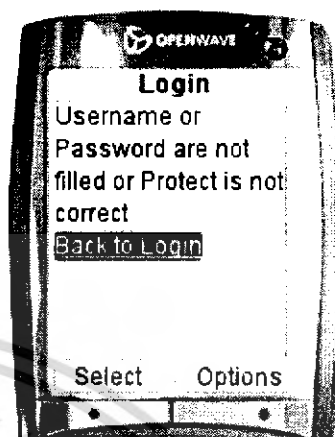 OPENWAVE
Login
Username or
Password are not
filled or Protect is not
correct
Back to Login
Select Options